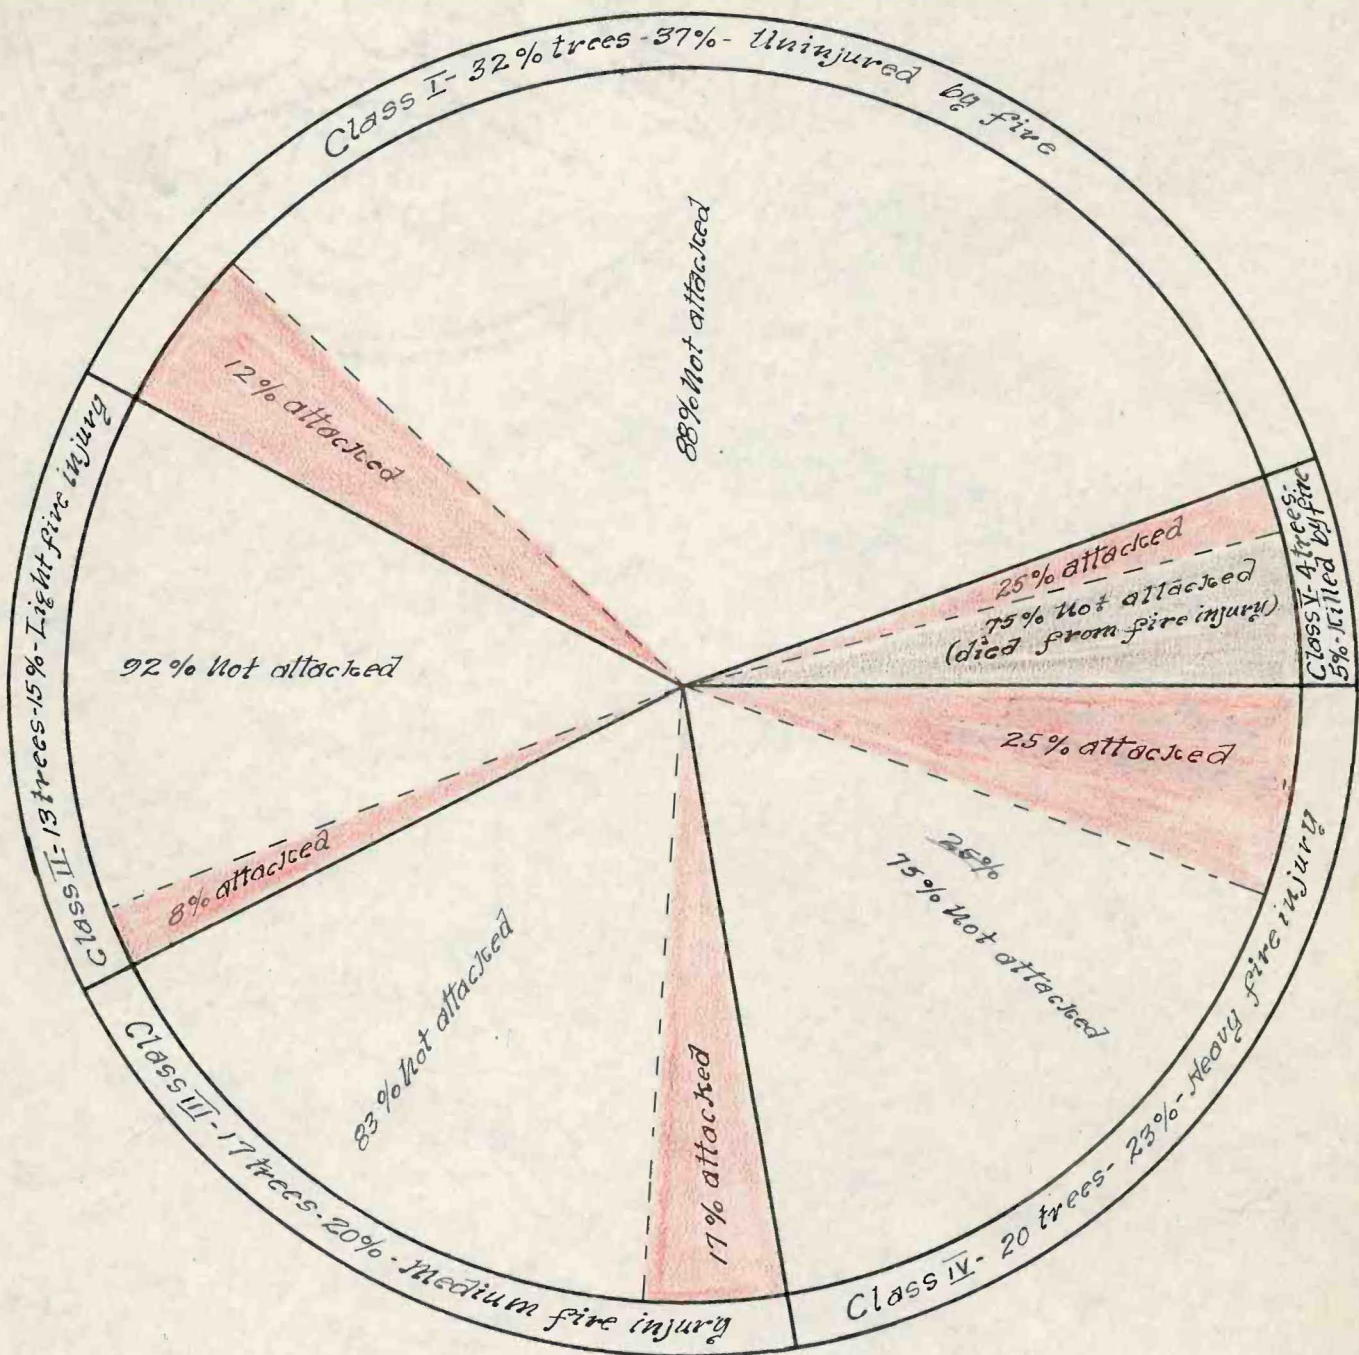 Class I- 32% trees-37%- Uninjured by fire
88% Not attacked
12% attacked
Class II- 13 trees-15%-Light fire injury
92% Not attacked
8% attacked
Class III-17 trees-20%-Medium fire injury
83% Not attacked
17% attacked
Class IV- 20 trees- 23%-Heavy fire injury
25% attacked
25%
75% Not attacked
Class V- 4 trees-
5%-Killed by fire
25% attacked
75% Not attacked
(died from fire injury)